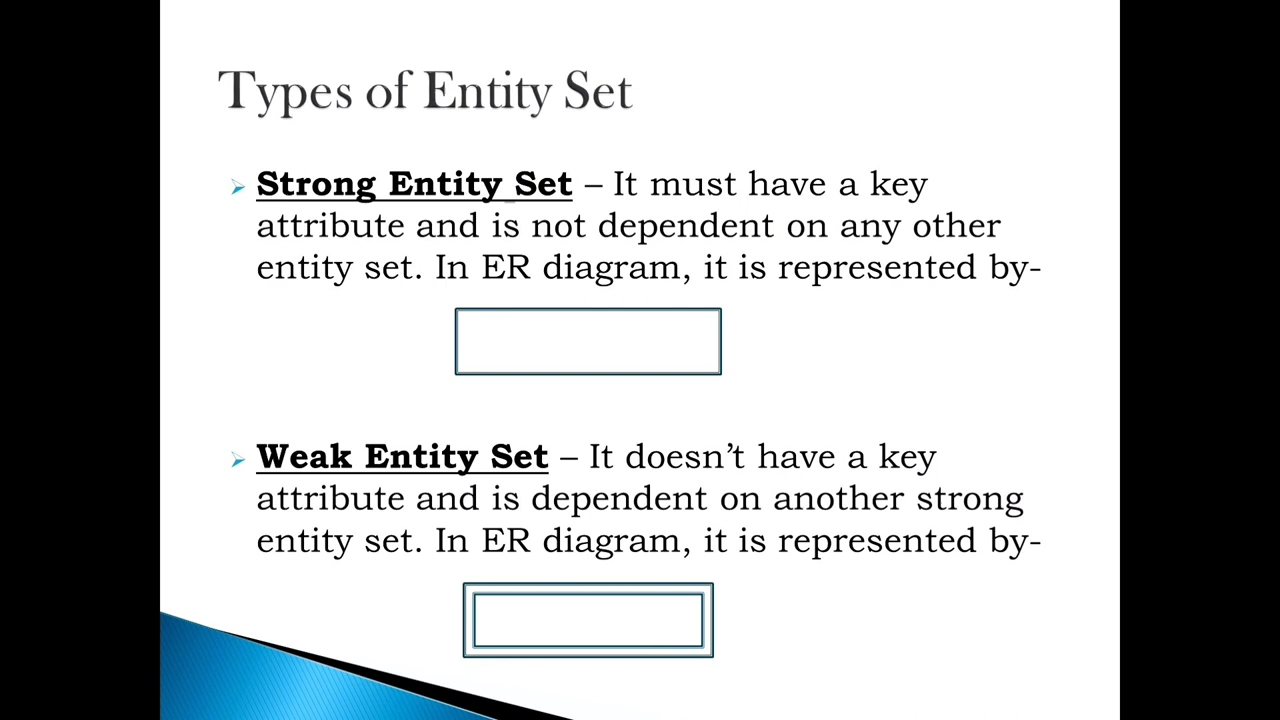 Types of Entity Set
Strong Entity Set – It must have a key
attribute and is not dependent on any other
entity set. In ER diagram, it is represented by-
Weak Entity Set – It doesn’t have a key
attribute and is dependent on another strong
entity set. In ER diagram, it is represented by-